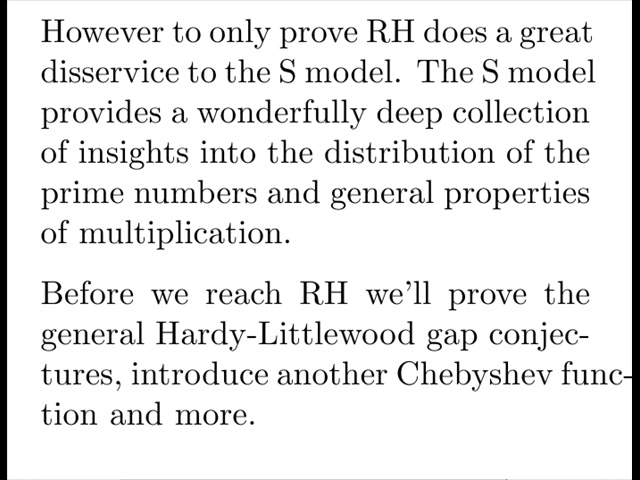 However to only prove RH does a great
disservice to the S model. The S model
provides a wonderfully deep collection
of insights into the distribution of the
prime numbers and general properties
of multiplication.
Before we reach RH we'll prove the
general Hardy-Littlewood gap conjec-
tures, introduce another Chebyshev func-
tion and more.